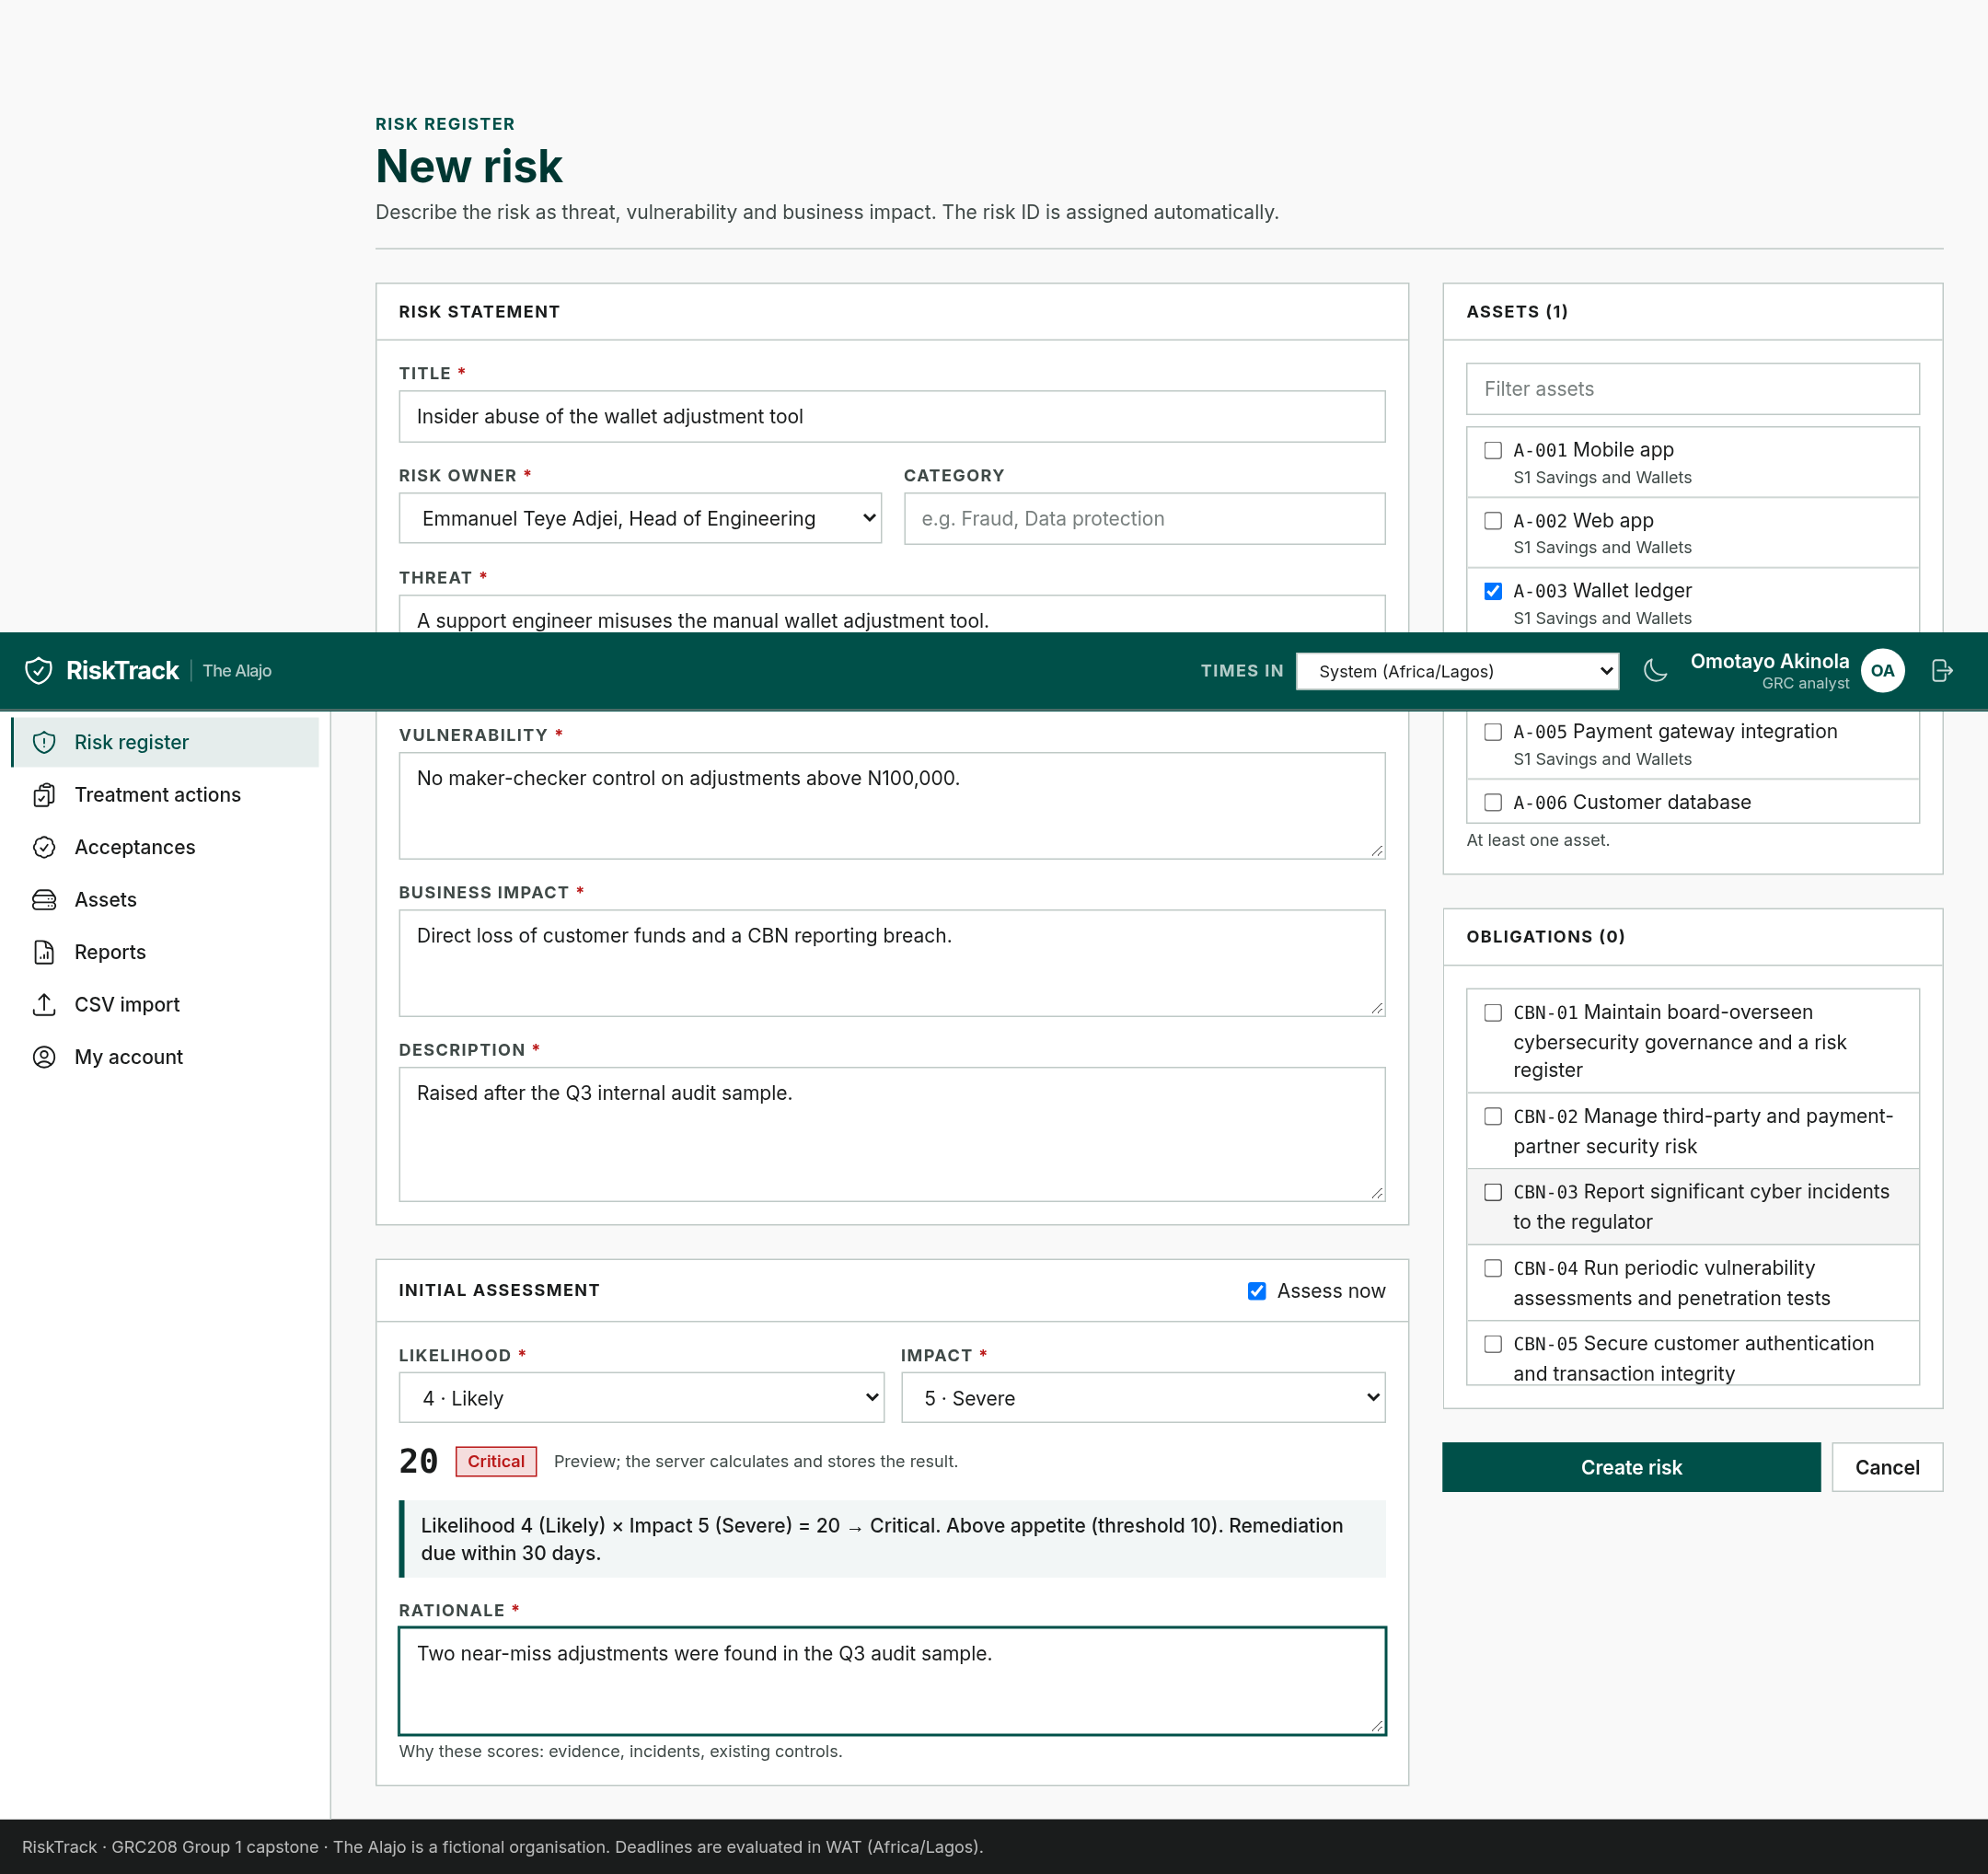 RISK REGISTER
New risk
Describe the risk as threat, vulnerability and business impact. The risk ID is assigned automatically.
RISK STATEMENT
TITLE *
Insider abuse of the wallet adjustment tool
RISK OWNER *
CATEGORY
Emmanuel Teye Adjei, Head of Engineering
e.g. Fraud, Data protection
THREAT *
A support engineer misuses the manual wallet adjustment tool.
ASSETS (1)
Filter assets
A-001 Mobile app
S1 Savings and Wallets
A-002 Web app
S1 Savings and Wallets
A-003 Wallet ledger
S1 Savings and Wallets
RiskTrack
The Alajo
TIMES IN
System (Africa/Lagos)
Omotayo Akinola
GRC analyst
OA
Risk register
Treatment actions
Acceptances
Assets
Reports
CSV import
My account
VULNERABILITY *
No maker-checker control on adjustments above N100,000.
BUSINESS IMPACT *
Direct loss of customer funds and a CBN reporting breach.
DESCRIPTION *
Raised after the Q3 internal audit sample.
A-005 Payment gateway integration
S1 Savings and Wallets
A-006 Customer database
At least one asset.
OBLIGATIONS (0)
CBN-01 Maintain board-overseen
cybersecurity governance and a risk
register
CBN-02 Manage third-party and payment-
partner security risk
CBN-03 Report significant cyber incidents
to the regulator
CBN-04 Run periodic vulnerability
assessments and penetration tests
CBN-05 Secure customer authentication
and transaction integrity
Create risk
Cancel
INITIAL ASSESSMENT
Assess now
LIKELIHOOD *
IMPACT *
4 · Likely
5 · Severe
20
Critical
Preview; the server calculates and stores the result.
Likelihood 4 (Likely) × Impact 5 (Severe) = 20 → Critical. Above appetite (threshold 10). Remediation
due within 30 days.
RATIONALE *
Two near-miss adjustments were found in the Q3 audit sample.
Why these scores: evidence, incidents, existing controls.
RiskTrack · GRC208 Group 1 capstone · The Alajo is a fictional organisation. Deadlines are evaluated in WAT (Africa/Lagos).